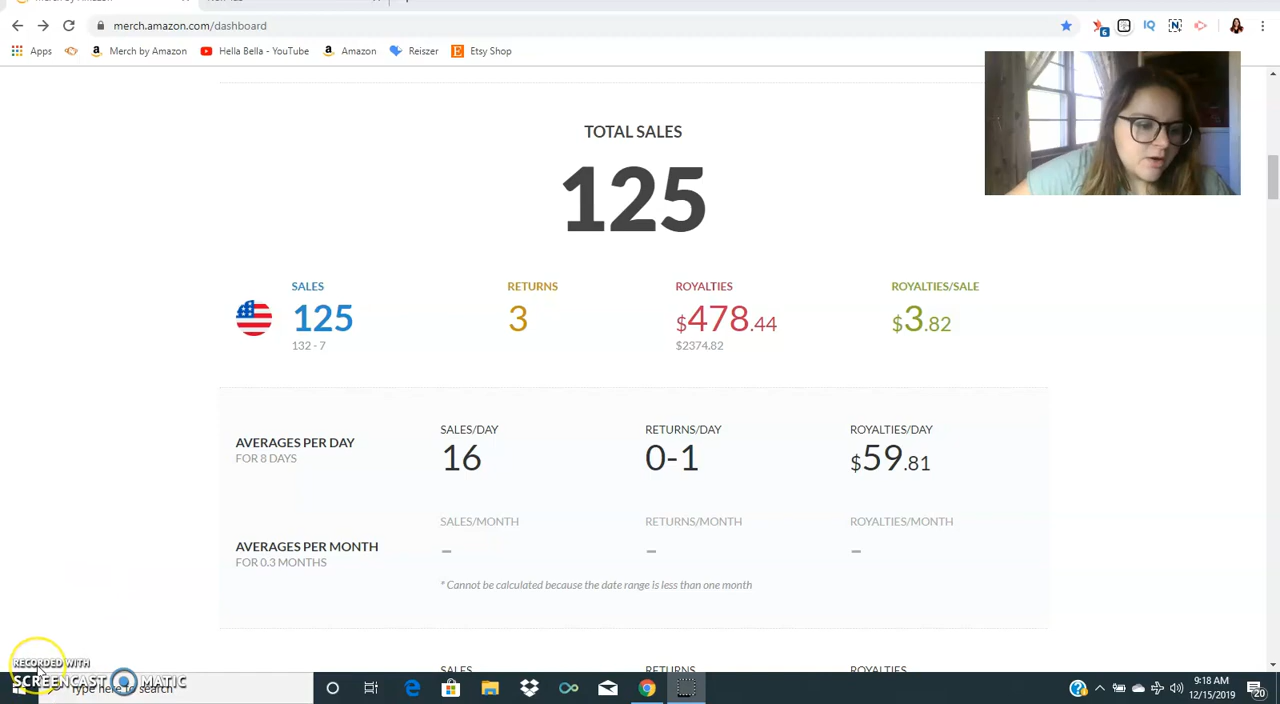 merch.amazon.com/dashboard
6
Apps
Merch by Amazon
Hella Bella - YouTube
Amazon
Reiszer
Etsy Shop
TOTAL SALES
125
SALES
RETURNS
ROYALTIES
ROYALTIES/SALE
125
3
$478.44
$3.82
132 - 7
$2374.82
SALES/DAY
RETURNS/DAY
ROYALTIES/DAY
AVERAGES PER DAY
FOR 8 DAYS
16
0-1
$59.81
SALES/MONTH
RETURNS/MONTH
ROYALTIES/MONTH
AVERAGES PER MONTH
FOR 0.3 MONTHS
–
–
–
* Cannot be calculated because the date range is less than one month
SALES
RETURNS
ROYALTIES
RECORDED WITH
SCREENCAST MATIC
Type here to search
9:18 AM
12/15/2019
20